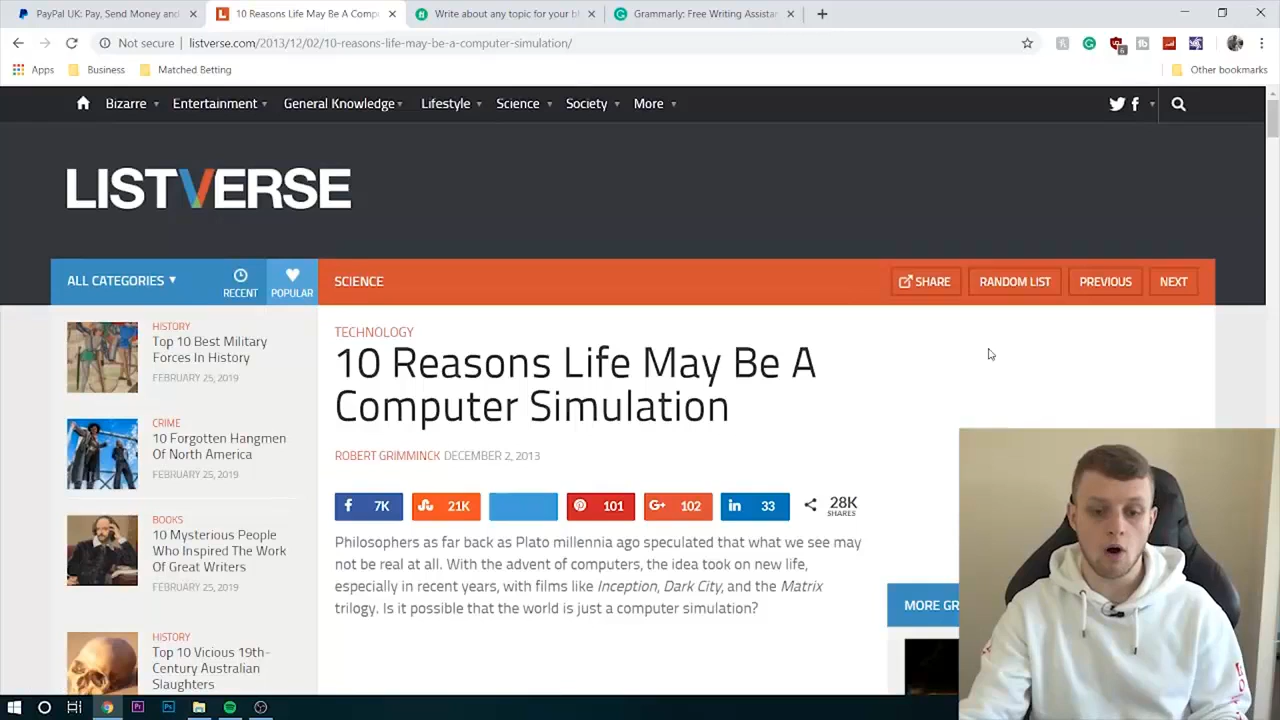 PayPal UK: Pay, Send Money and
10 Reasons Life May Be A Compu
Write about any topic for your bl
Grammarly: Free Writing Assistan
Not secure | listverse.com/2013/12/02/10-reasons-life-may-be-a-computer-simulation/
Apps Business Matched Betting Other bookmarks
Bizarre Entertainment General Knowledge Lifestyle Science Society More
LISTVERSE
ALL CATEGORIES RECENT POPULAR
SCIENCE SHARE RANDOM LIST PREVIOUS NEXT
HISTORY
Top 10 Best Military
Forces In History
FEBRUARY 25, 2019
CRIME
10 Forgotten Hangmen
Of North America
FEBRUARY 25, 2019
BOOKS
10 Mysterious People
Who Inspired The Work
Of Great Writers
FEBRUARY 25, 2019
HISTORY
Top 10 Vicious 19th-
Century Australian
Slaughters
TECHNOLOGY
10 Reasons Life May Be A
Computer Simulation
ROBERT GRIMMINCK DECEMBER 2, 2013
7K 21K 101 G+ 102 in 33 28K
SHARES
Philosophers as far back as Plato millennia ago speculated that what we see may
not be real at all. With the advent of computers, the idea took on new life,
especially in recent years, with films like Inception, Dark City, and the Matrix
trilogy. Is it possible that the world is just a computer simulation?
MORE GR